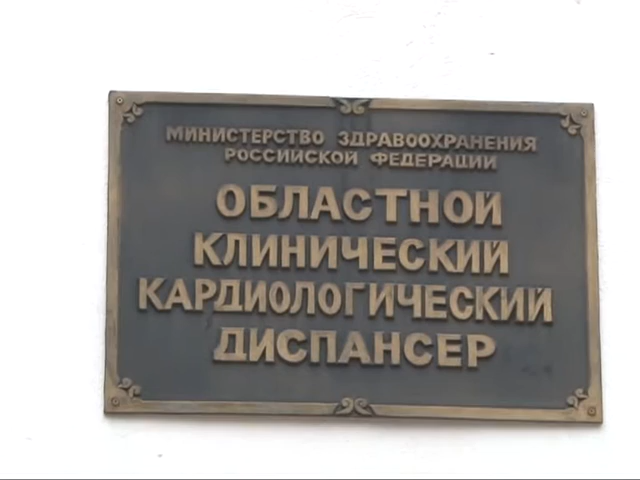 МИНИСТЕРСТВО ЗДРАВООХРАНЕНИЯ
РОССИЙСКОЙ ФЕДЕРАЦИИ
ОБЛАСТНОЙ
КЛИНИЧЕСКИЙ
КАРДИОЛОГИЧЕСКИЙ
ДИСПАНСЕР